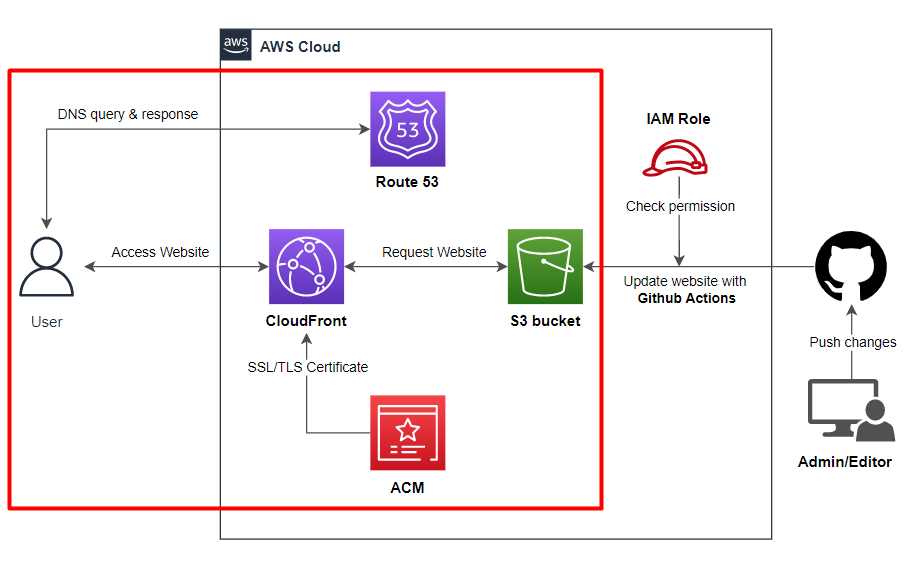 aws
AWS Cloud
DNS query & response
53
Route 53
IAM Role
Check permission
Access Website
Request Website
Update website with
Github Actions
User
CloudFront
S3 bucket
Push changes
SSL/TLS Certificate
ACM
Admin/Editor